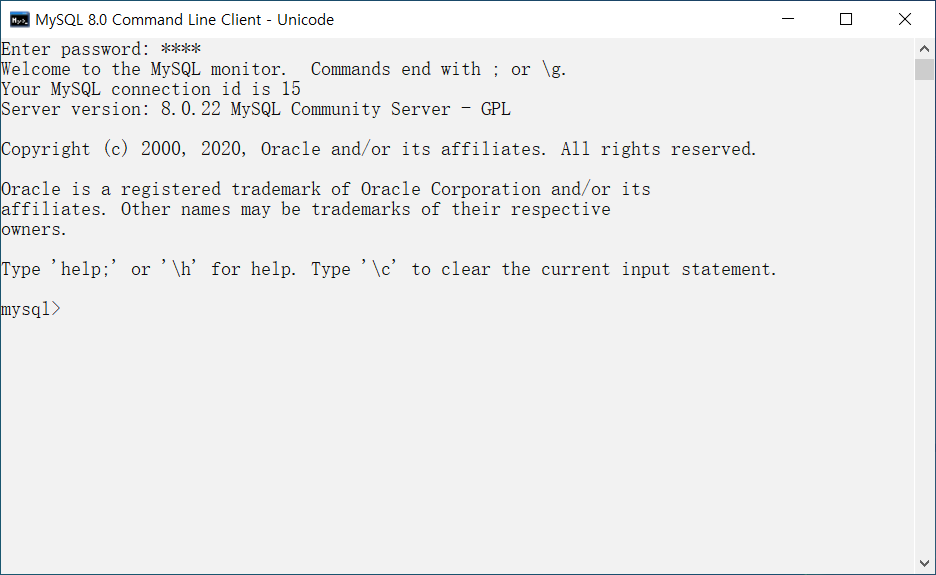 MySQL 8.0 Command Line Client - Unicode
Enter password: ****
Welcome to the MySQL monitor.  Commands end with ; or \g.
Your MySQL connection id is 15
Server version: 8.0.22 MySQL Community Server - GPL
Copyright (c) 2000, 2020, Oracle and/or its affiliates. All rights reserved.
Oracle is a registered trademark of Oracle Corporation and/or its
affiliates. Other names may be trademarks of their respective
owners.
Type 'help;' or '\h' for help. Type '\c' to clear the current input statement.
mysql>